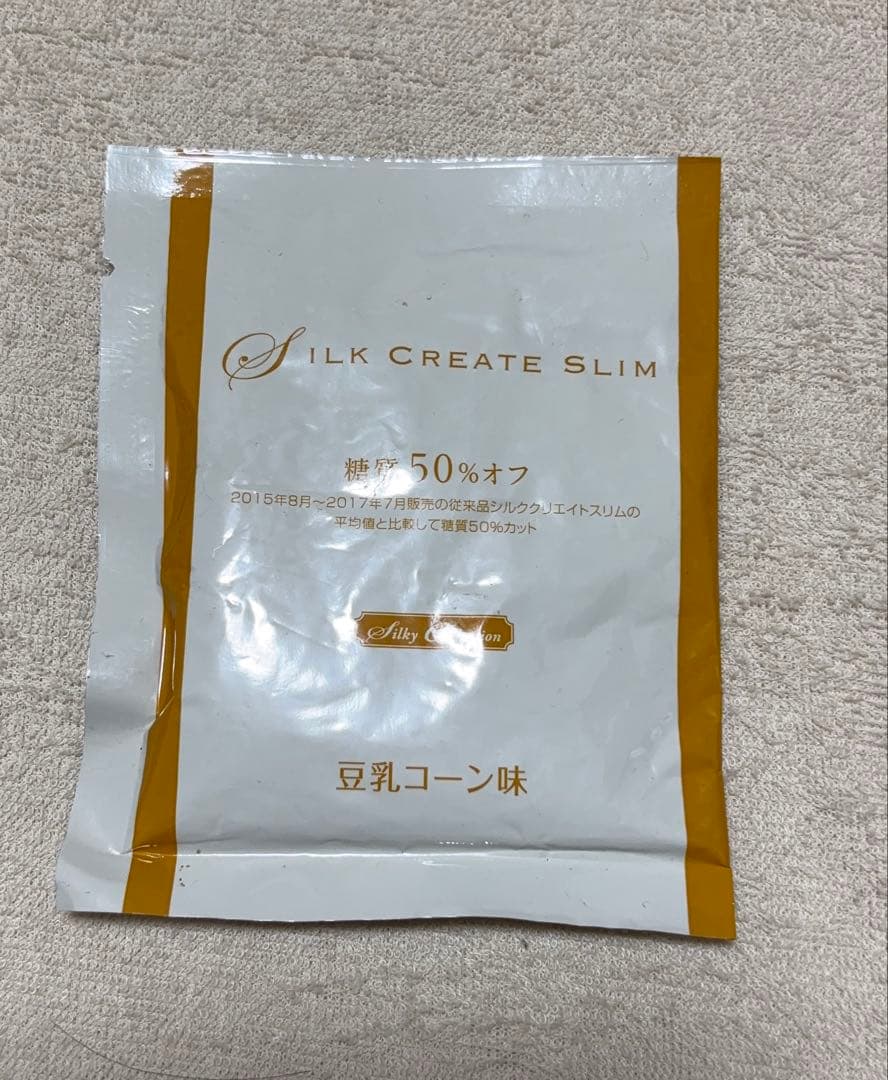 SILK CREATE SLIM
糖質50%オフ
2015年8月～2017年7月販売の従来品シルククリエイトスリムの
平均値と比較して糖質50%カット
Silky
豆乳コーン味